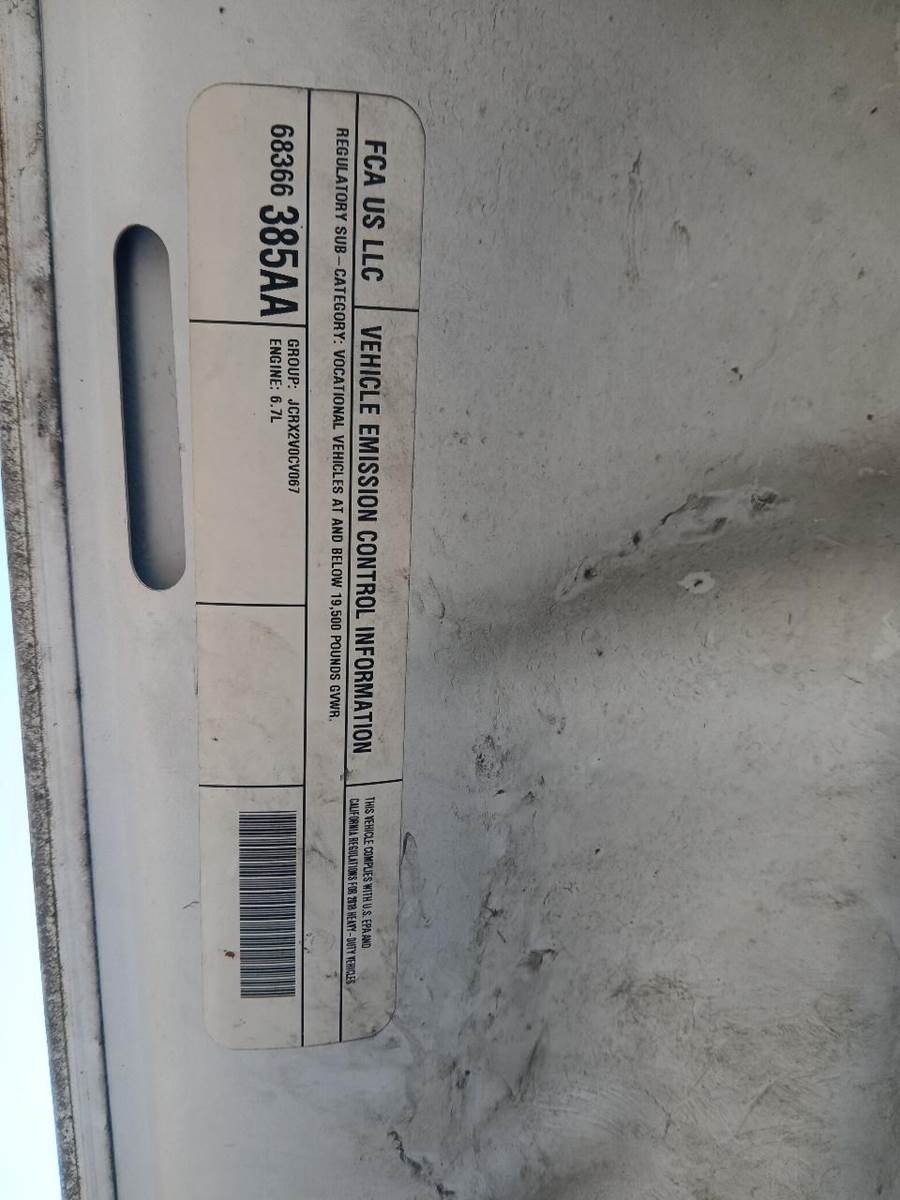 FCA US LLC
VEHICLE EMISSION CONTROL INFORMATION
THIS VEHICLE COMPLIES WITH U.S. EPA AND
CALIFORNIA REGULATIONS FOR 2018 HEAVY-DUTY VEHICLES
REGULATORY SUB-CATEGORY: VOCATIONAL VEHICLES AT AND BELOW 19,500 POUNDS GVWR.
68366 385AA
GROUP: JCRX2V0CV067
ENGINE: 6.7L